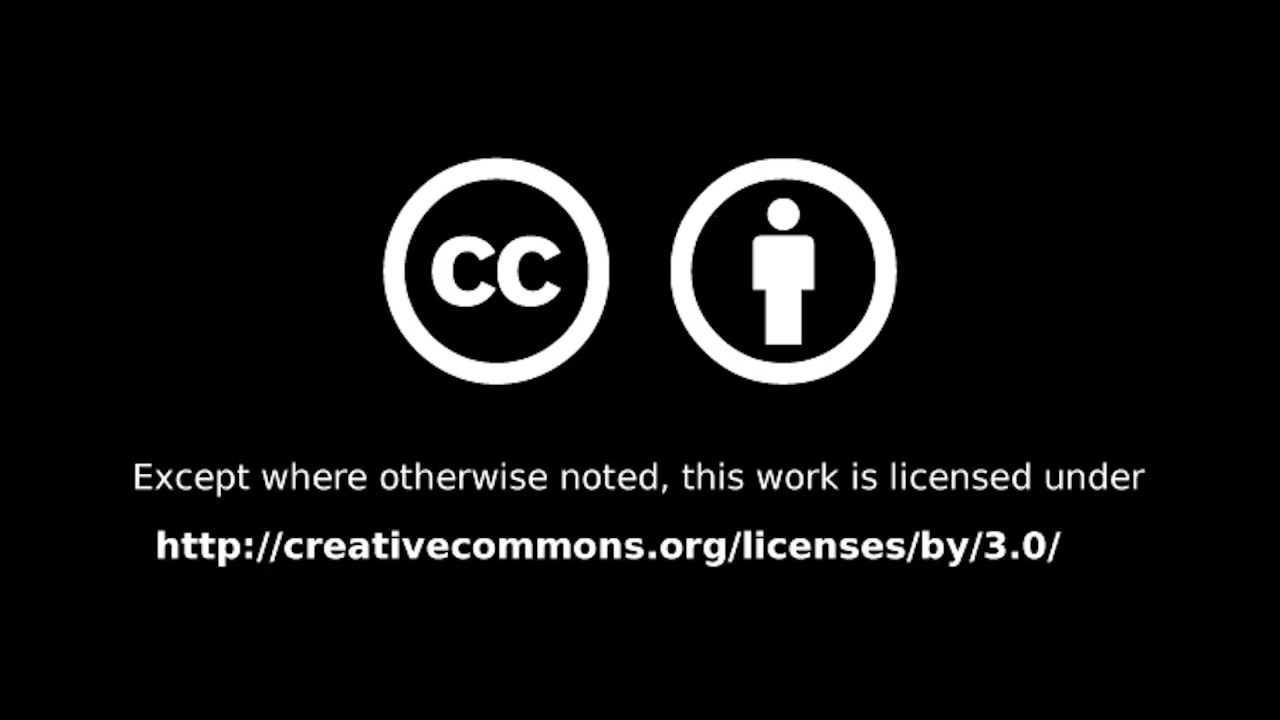 cc
Except where otherwise noted, this work is licensed under
http://creativecommons.org/licenses/by/3.0/